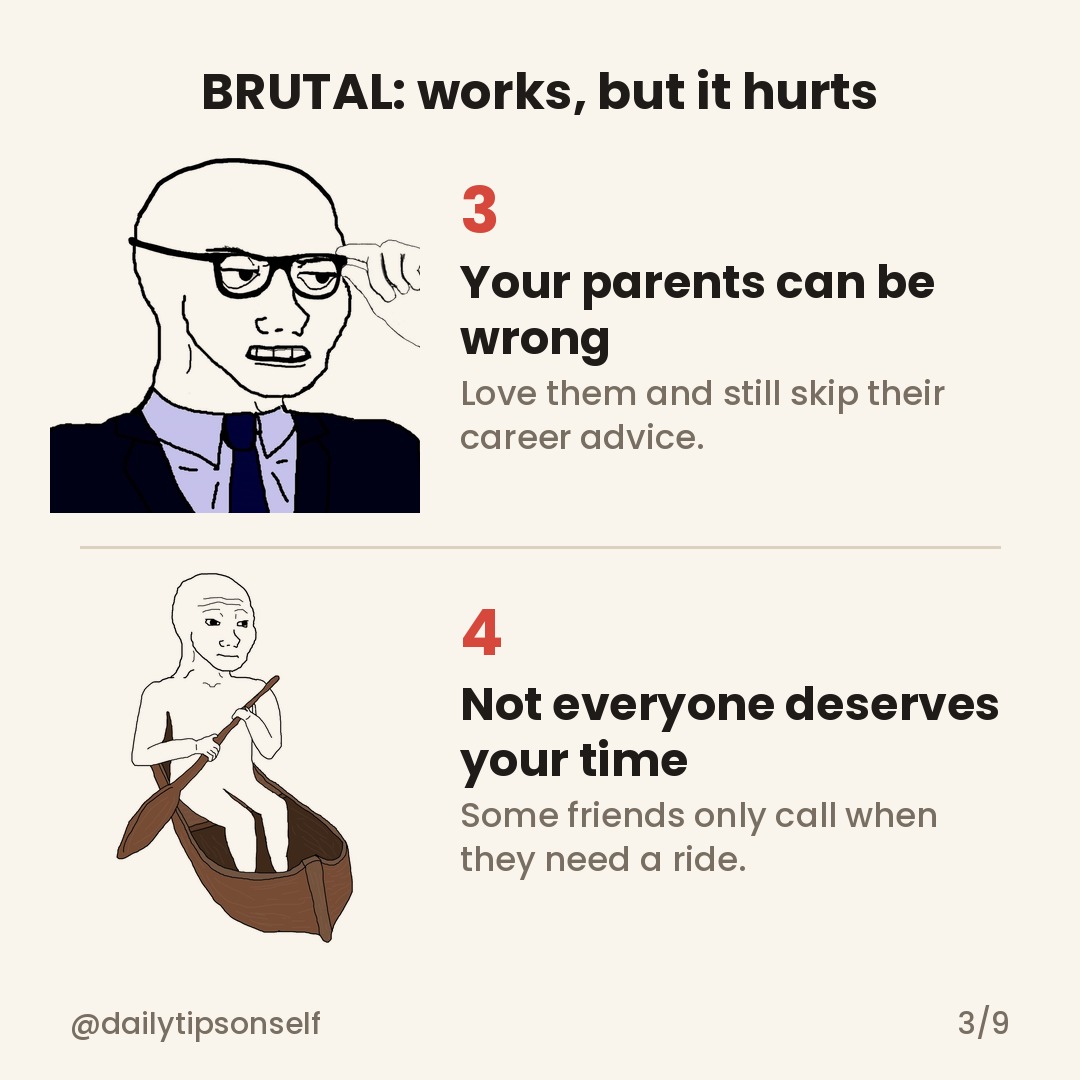 BRUTAL: works, but it hurts
3
Your parents can be
wrong
Love them and still skip their
career advice.
4
Not everyone deserves
your time
Some friends only call when
they need a ride.
@dailytipsonself
3/9